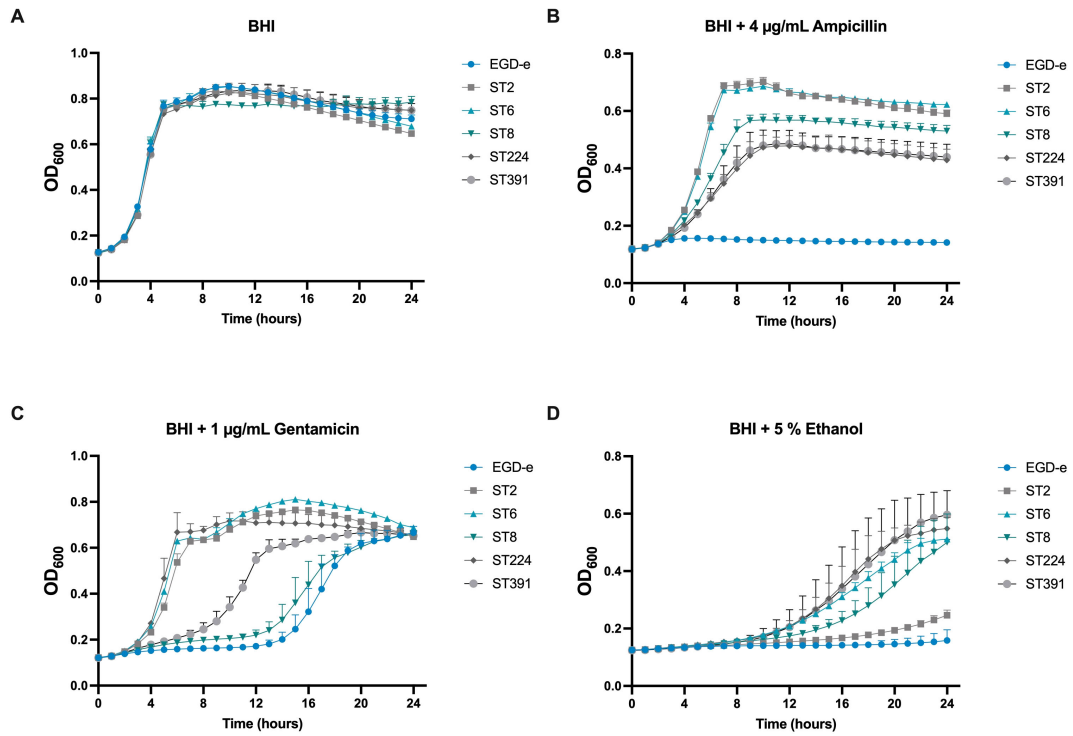 A
BHI
OD600
1.0
0.8
0.6
0.4
0.2
0.0
0 4 8 12 16 20 24
Time (hours)
EGD-e
ST2
ST6
ST8
ST224
ST391
B
BHI + 4 µg/mL Ampicillin
OD600
0.8
0.6
0.4
0.2
0.0
0 4 8 12 16 20 24
Time (hours)
EGD-e
ST2
ST6
ST8
ST224
ST391
C
BHI + 1 µg/mL Gentamicin
OD600
1.0
0.8
0.6
0.4
0.2
0.0
0 4 8 12 16 20 24
Time (hours)
EGD-e
ST2
ST6
ST8
ST224
ST391
D
BHI + 5 % Ethanol
OD600
0.8
0.6
0.4
0.2
0.0
0 4 8 12 16 20 24
Time (hours)
EGD-e
ST2
ST6
ST8
ST224
ST391